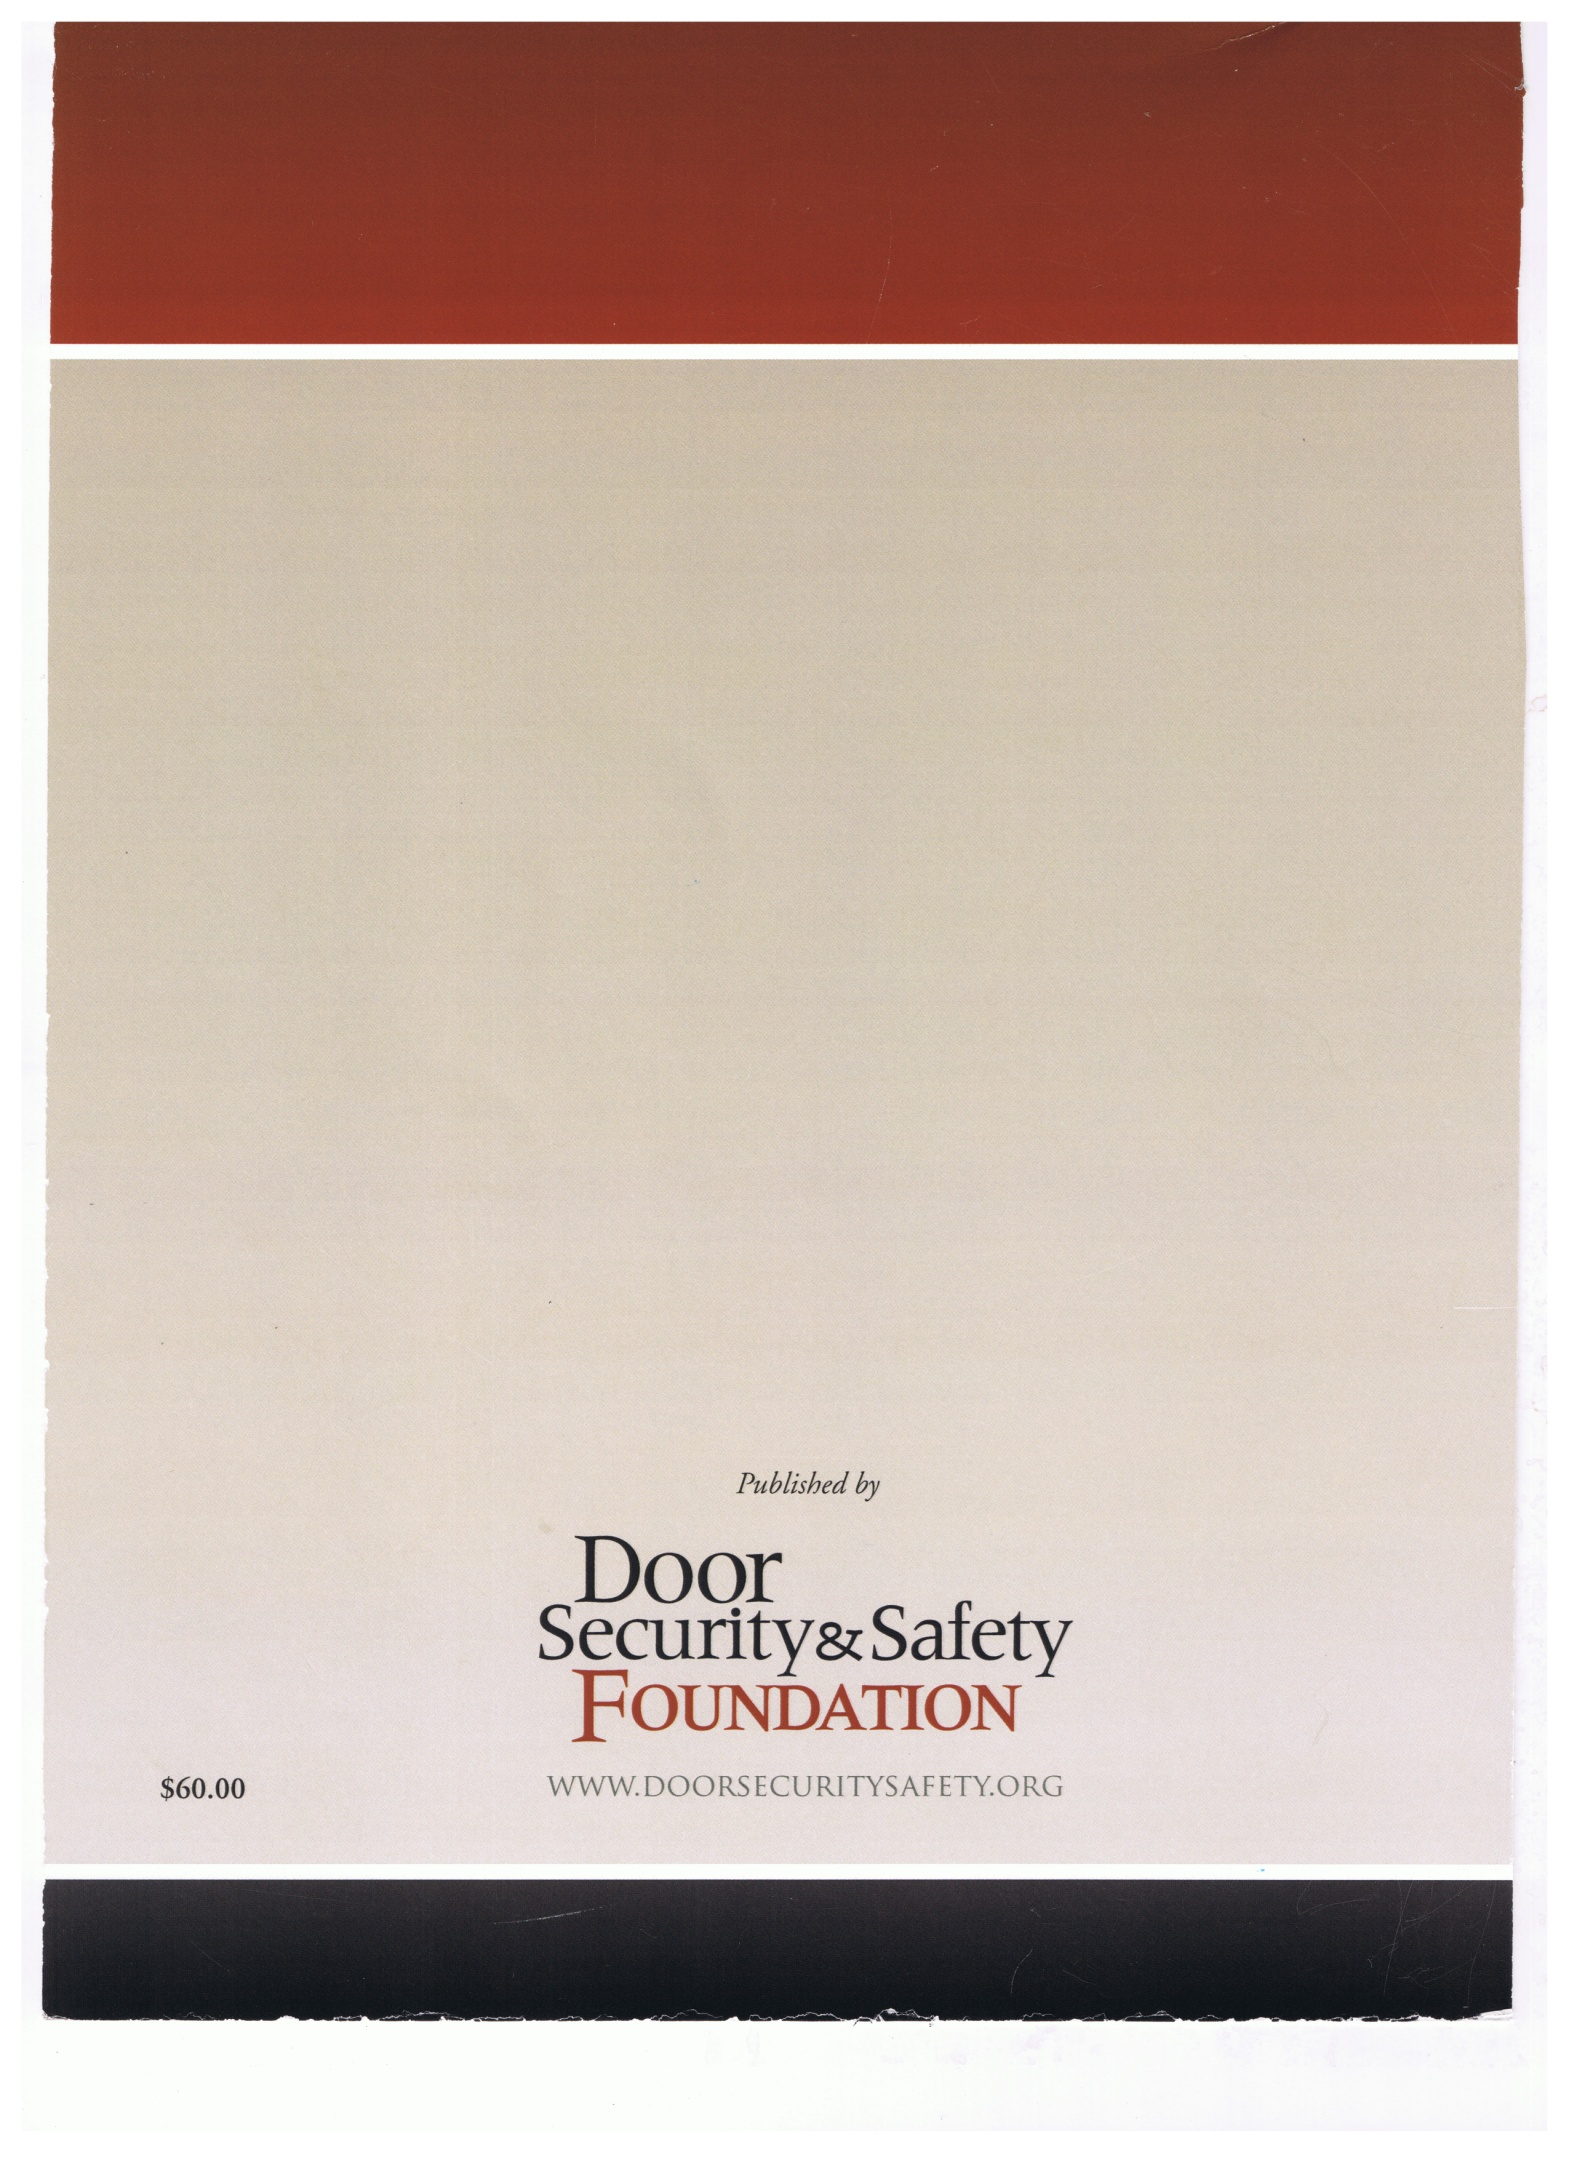 Published by
Door
Security&Safety
FOUNDATION
$60.00 WWW.DOORSECURITYSAFETY.ORG